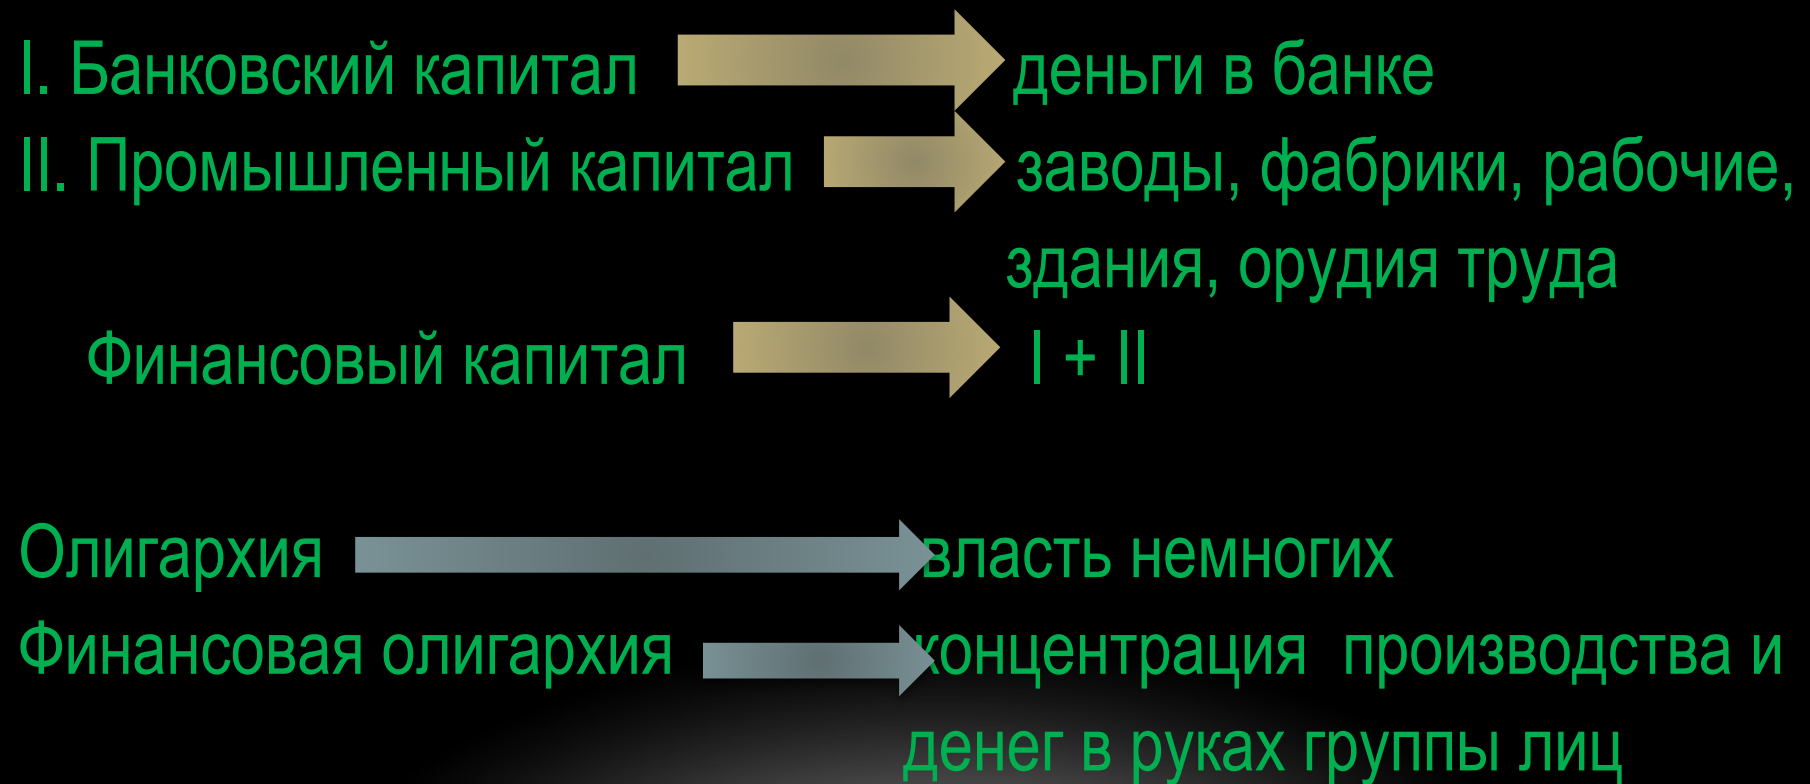 I. Банковский капитал деньги в банке
II. Промышленный капитал заводы, фабрики, рабочие,
здания, орудия труда
Финансовый капитал I + II
Олигархия власть немногих
Финансовая олигархия концентрация производства и
денег в руках группы лиц